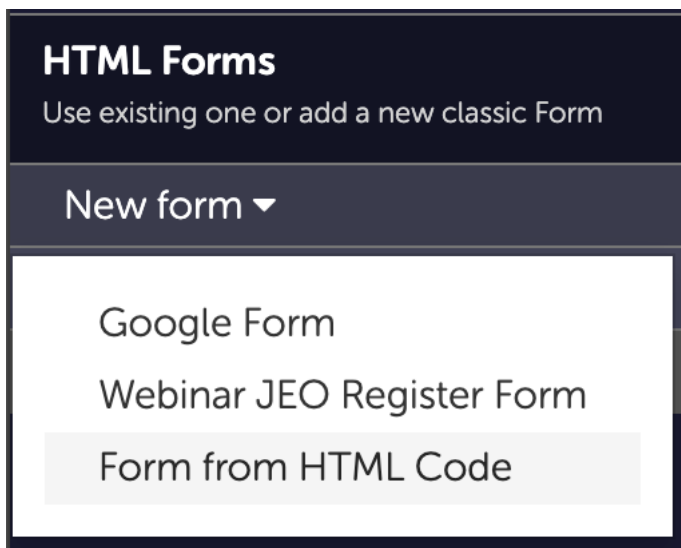 HTML Forms
Use existing one or add a new classic Form
New form
Google Form
Webinar JEO Register Form
Form from HTML Code